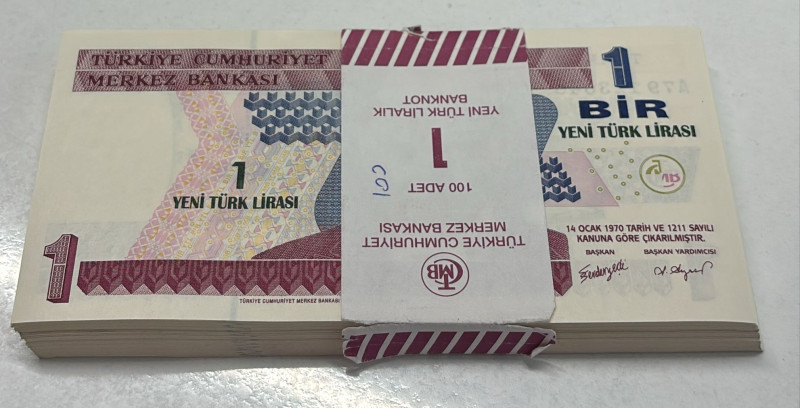 TÜRKİYE CUMHURİYET
MERKEZ BANKASI
1
YENİ TÜRK LİRASI
1
TÜRKİYE CUMHURİYET MERKEZ BANKASI
TÜRKİYE CUMHURİYET
MERKEZ BANKASI
100 ADET
1
YENİ TÜRK LİRALIK
BANKNOT
1
BİR
YENİ TÜRK LİRASI
14 OCAK 1970 TARİH VE 1211 SAYILI
KANUNA GÖRE ÇIKARILMIŞTIR.
BAŞKAN BAŞKAN YARDIMCISI